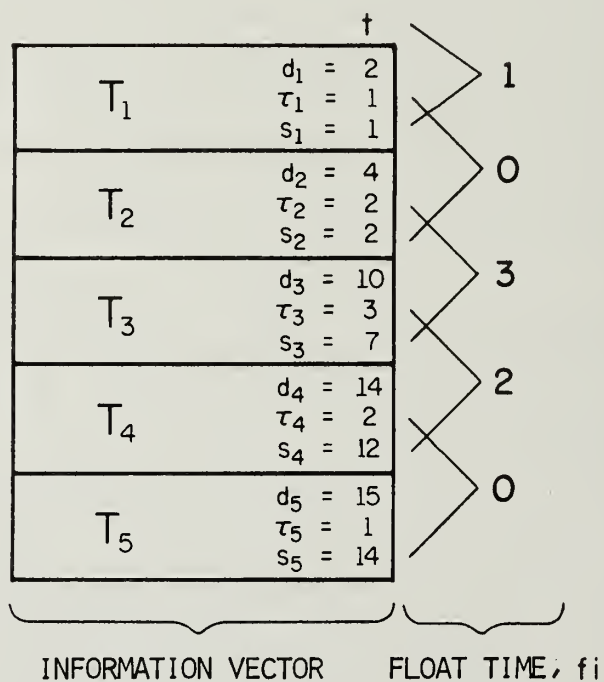 t
T₁
d₁ = 2
τ₁ = 1
s₁ = 1
1
0
T₂
d₂ = 4
τ₂ = 2
s₂ = 2
3
T₃
d₃ = 10
τ₃ = 3
s₃ = 7
2
T₄
d₄ = 14
τ₄ = 2
s₄ = 12
0
T₅
d₅ = 15
τ₅ = 1
s₅ = 14
INFORMATION VECTOR
FLOAT TIME, fi